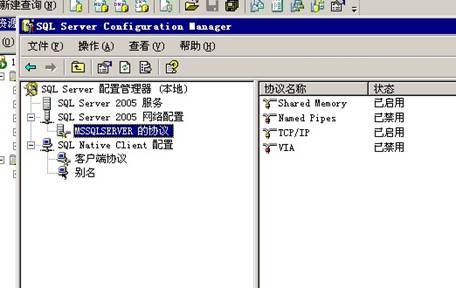 新建查询(N)
资源
SQL Server Configuration Manager
文件(F) 操作(A) 查看(V) 帮助(H)
SQL Server 配置管理器 (本地)
SQL Server 2005 服务
SQL Server 2005 网络配置
MSSQLSERVER 的协议
SQL Native Client 配置
客户端协议
别名
协议名称 状态
Shared Memory 已启用
Named Pipes 已启用
TCP/IP 已启用
VIA 已禁用